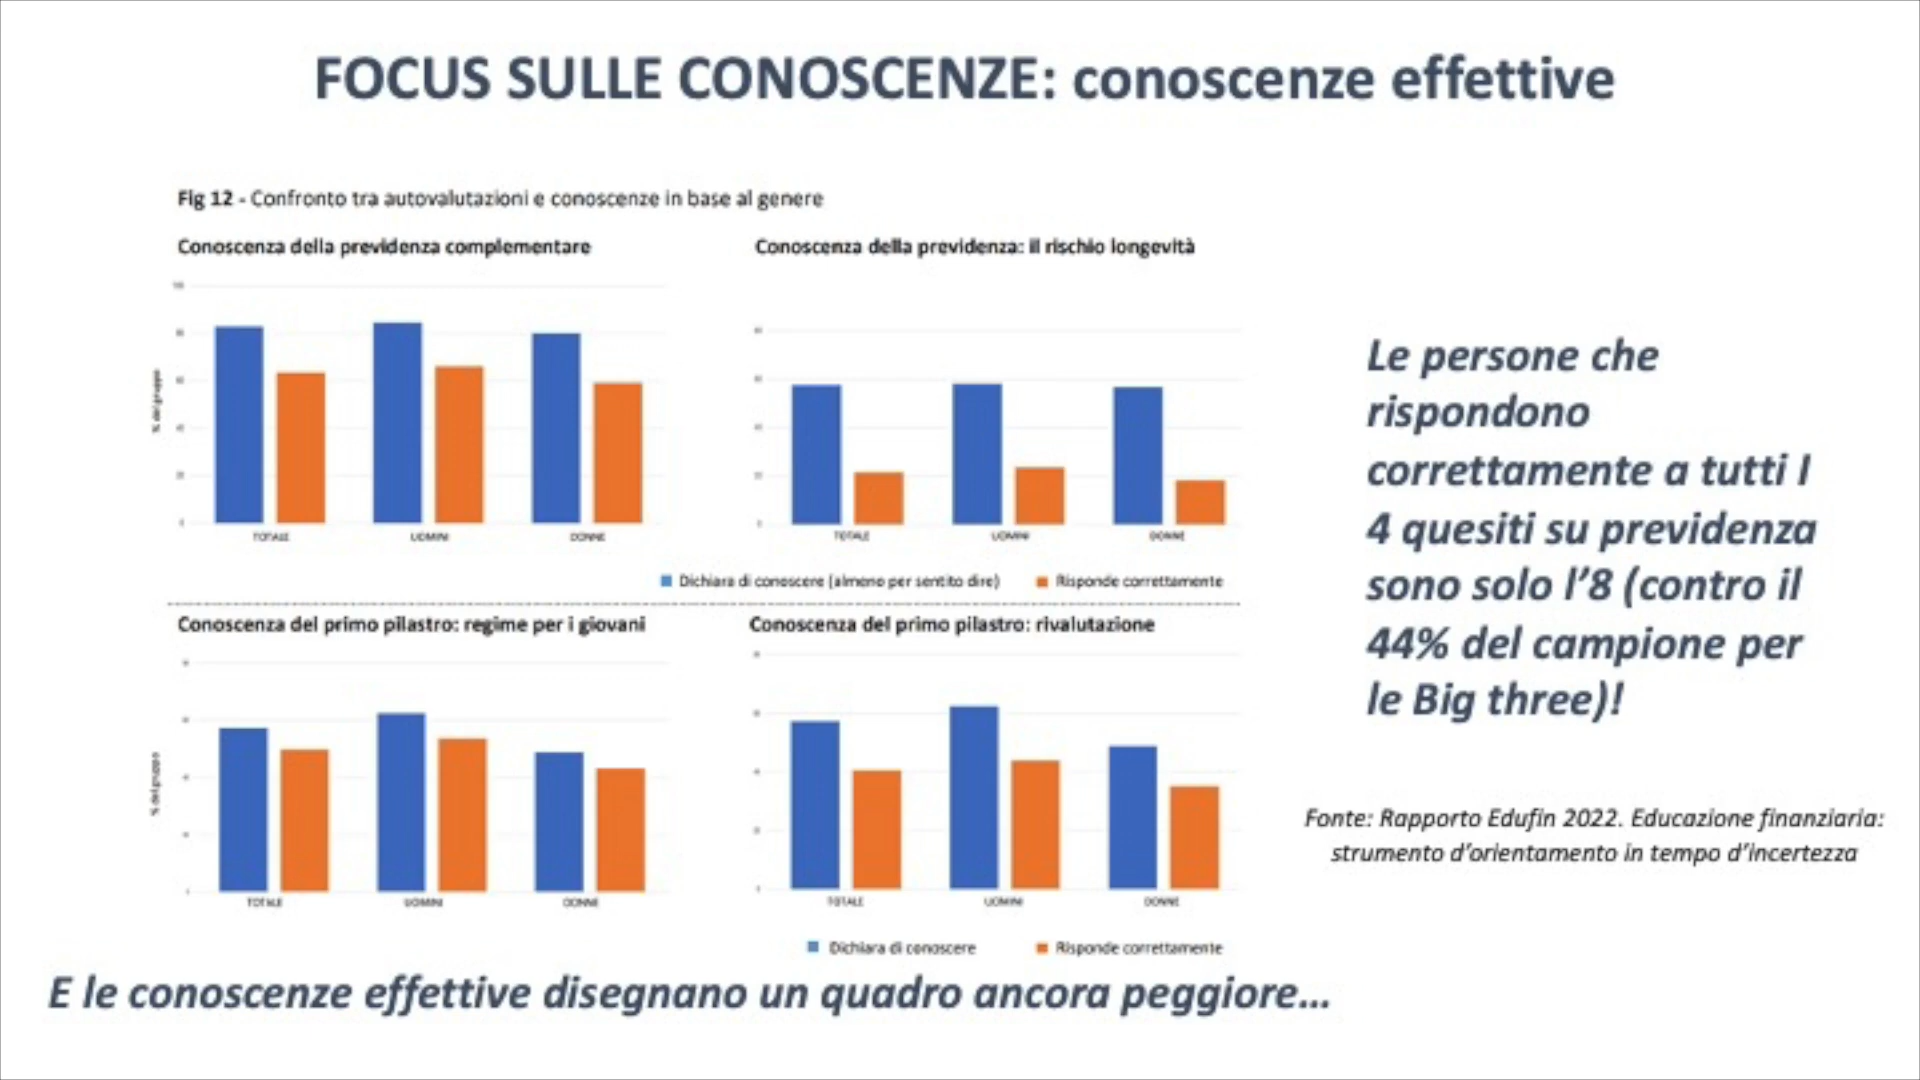 FOCUS SULLE CONOSCENZE: conoscenze effettive
Fig 12 - Confronto tra autovalutazioni e conoscenze in base al genere
Conoscenza della previdenza complementare
Conoscenza della previdenza: il rischio longevità
100
% del gruppo
TOTALE
UOMINI
DONNE
TOTALE
UOMINI
DONNE
Dichiara di conoscere (almeno per sentito dire)
Risponde correttamente
Conoscenza del primo pilastro: regime per i giovani
Conoscenza del primo pilastro: rivalutazione
% del gruppo
TOTALE
UOMINI
DONNE
TOTALE
UOMINI
DONNE
Dichiara di conoscere
Risponde correttamente
Le persone che
rispondono
correttamente a tutti I
4 quesiti su previdenza
sono solo l'8 (contro il
44% del campione per
le Big three)!
Fonte: Rapporto Edufin 2022. Educazione finanziaria:
strumento d'orientamento in tempo d'incertezza
E le conoscenze effettive disegnano un quadro ancora peggiore...